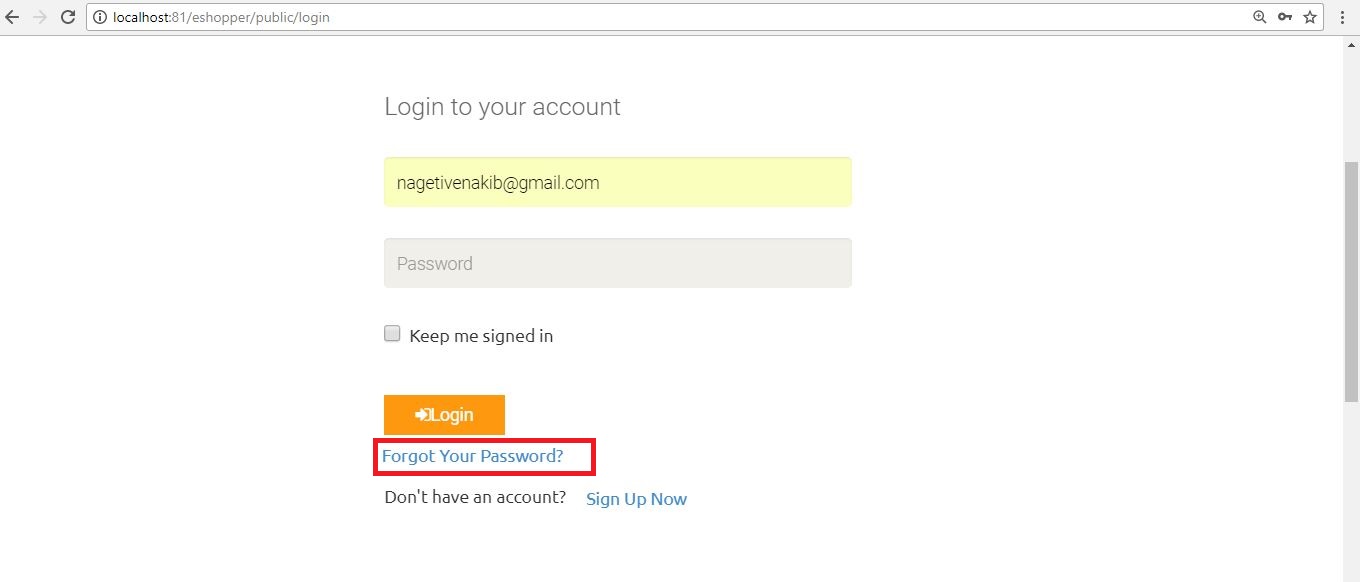 localhost:81/eshopper/public/login
Login to your account
nagetivenakib@gmail.com
Password
Keep me signed in
Login
Forgot Your Password?
Don't have an account? Sign Up Now